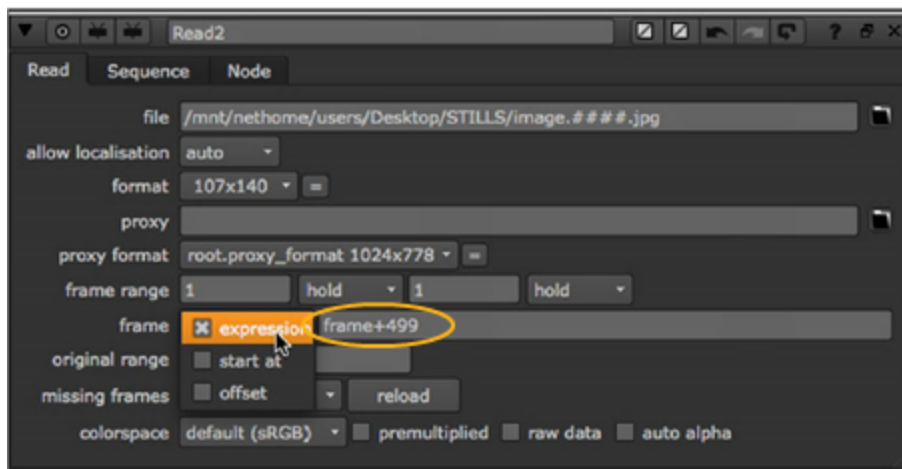 Read2 ?
Read Sequence Node
file /mnt/nethome/users/Desktop/STILLS/image.####.jpg
allow localisation auto
format 107x140 =
proxy
proxy format root.proxy_format 1024x778 =
frame range 1 hold 1 hold
frame expression frame+499
original range start at
missing frames offset reload
colorspace default (sRGB) premultiplied raw data auto alpha